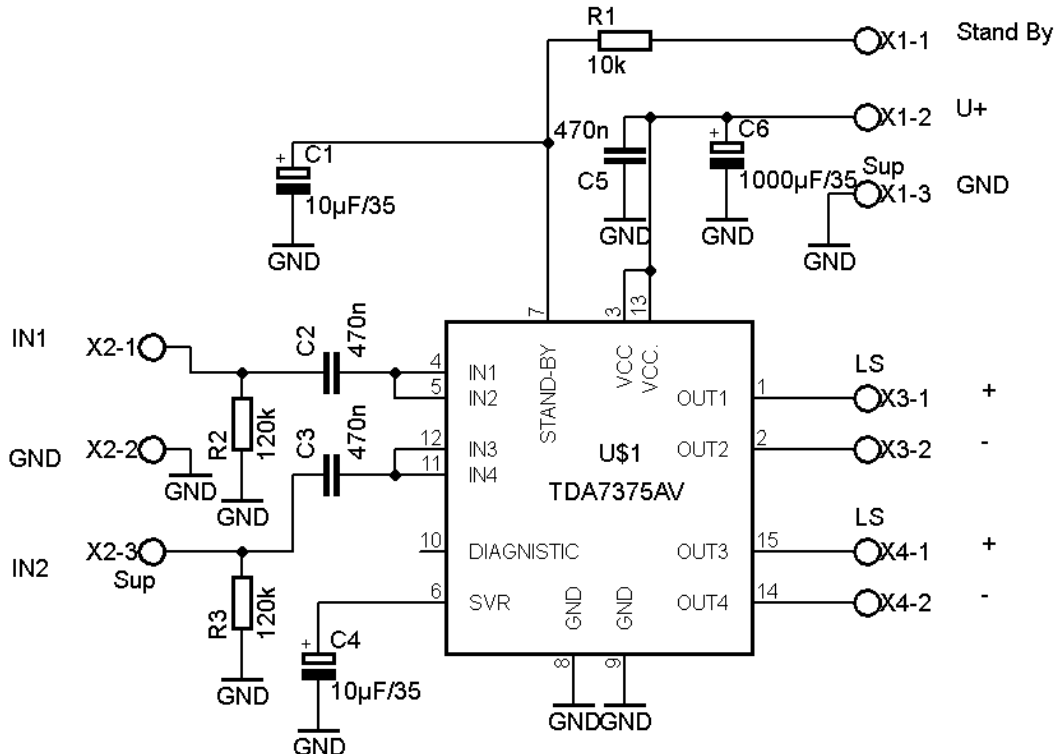 R1
10k
X1-1
Stand By
470n
C5
C6
1000µF/35
X1-2
U+
Sup
X1-3
GND
+
C1
10µF/35
GND
+
GND
GND
GND
IN1
X2-1
C2
470n
GND
X2-2
GND
R2
120k
GND
C3
470n
IN2
X2-3
Sup
R3
120k
GND
+
C4
10µF/35
GND
7
3
13
STAND-BY
VCC
VCC.
4
IN1
5
IN2
12
IN3
11
IN4
10
DIAGNISTIC
6
SVR
U$1
TDA7375AV
OUT1
1
OUT2
2
OUT3
15
OUT4
14
GND
GND
8
9
GND
GND
LS
X3-1
+
X3-2
-
LS
X4-1
+
X4-2
-